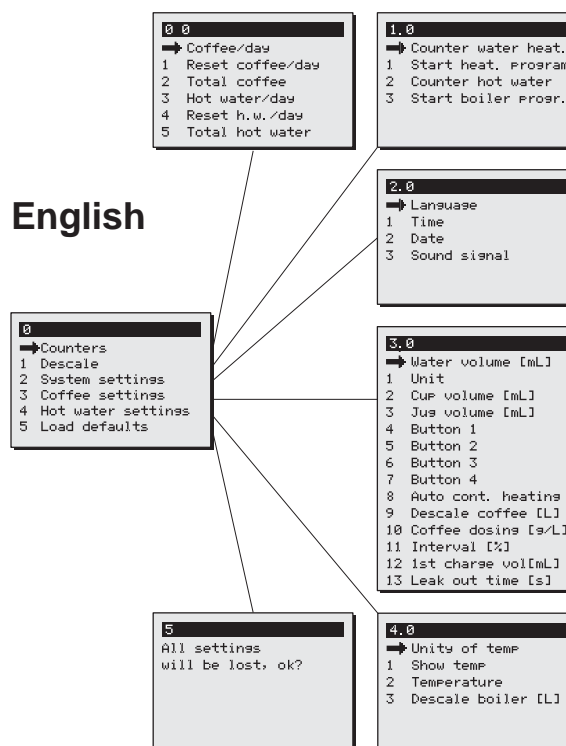 0 0
Coffee/day
1 Reset coffee/day
2 Total coffee
3 Hot water/day
4 Reset h.w./day
5 Total hot water
1.0
Counter water heat.
1 Start heat. program
2 Counter hot water
3 Start boiler progr.
English
2.0
Language
1 Time
2 Date
3 Sound signal
0
Counters
1 Descale
2 System settings
3 Coffee settings
4 Hot water settings
5 Load defaults
3.0
Water volume [mL]
1 Unit
2 Cup volume [mL]
3 Jug volume [mL]
4 Button 1
5 Button 2
6 Button 3
7 Button 4
8 Auto cont. heating
9 Descale coffee [L]
10 Coffee dosing [g/L]
11 Interval [%]
12 1st charge vol[mL]
13 Leak out time [s]
5
All settings
will be lost, ok?
4.0
Unity of temp
1 Show temp
2 Temperature
3 Descale boiler [L]